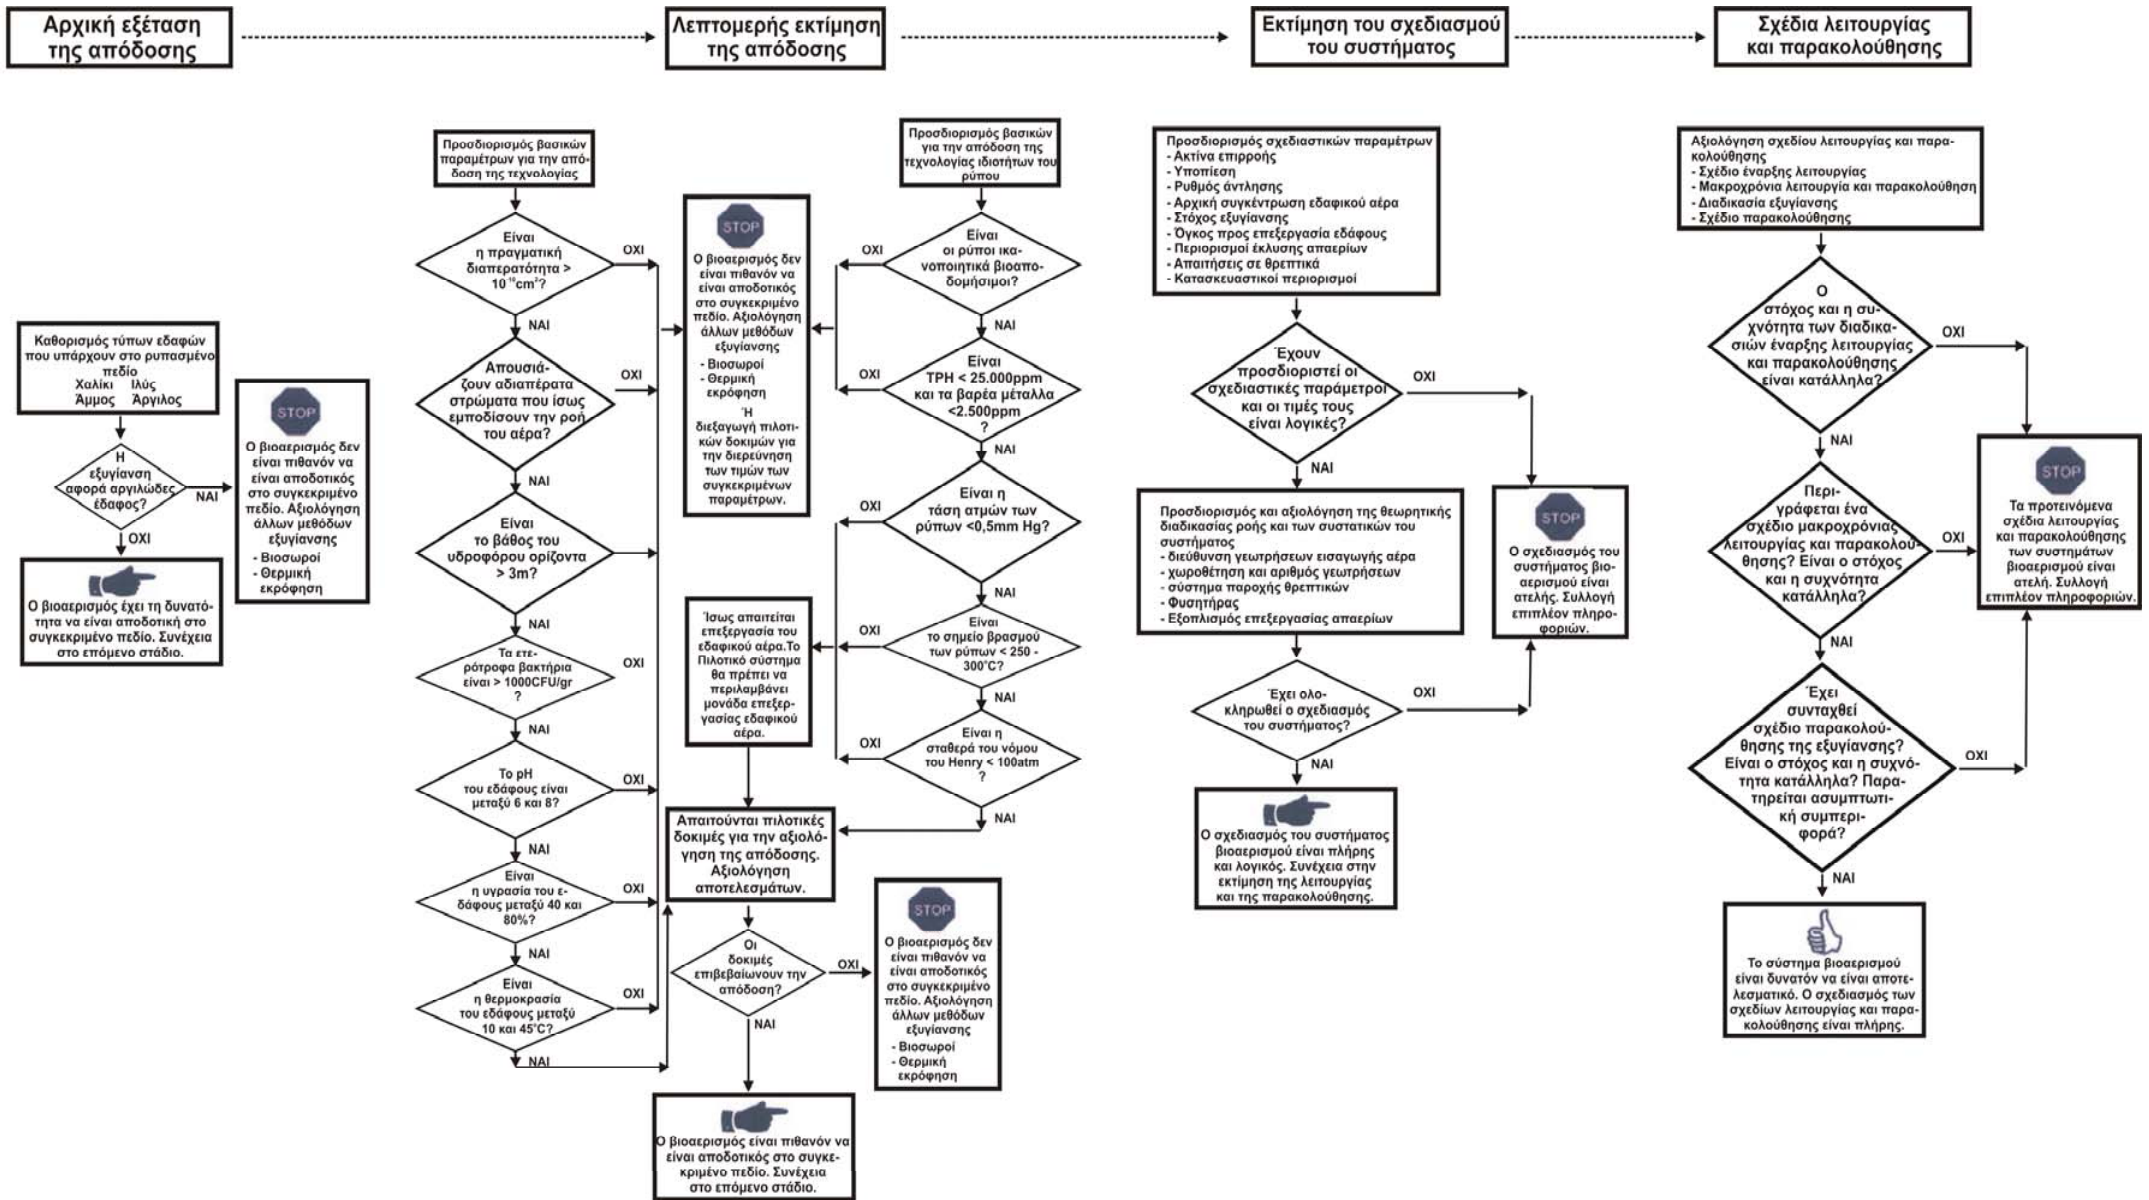 Αρχική εξέταση
της απόδοσης
Λεπτομερής εκτίμηση
της απόδοσης
Εκτίμηση του σχεδιασμού
του συστήματος
Σχέδια λειτουργίας
και παρακολούθησης
Καθορισμός τύπων εδαφών
που υπάρχουν στο ρυπασμένο
πεδίο
Χαλίκι Ιλύς
Άμμος Άργιλος
Η
εξυγίανση
αφορά αργιλώδες
έδαφος?
ΝΑΙ
ΟΧΙ
STOP
Ο βιοαερισμός δεν
είναι πιθανόν να
είναι αποδοτικός
στο συγκεκριμένο
πεδίο. Αξιολόγηση
άλλων μεθόδων
εξυγίανσης
- Βιοσωροί
- Θερμική
εκρόφηση
Ο βιοαερισμός έχει τη δυνατό-
τητα να είναι αποδοτική στο
συγκεκριμένο πεδίο. Συνέχεια
στο επόμενο στάδιο.
Προσδιορισμός βασικών
παραμέτρων για την από-
δοση της τεχνολογίας
Είναι
η πραγματική
διαπερατότητα >
10⁻¹⁰cm²?
ΟΧΙ
ΝΑΙ
Απουσιά-
ζουν αδιαπέρατα
στρώματα που ίσως
εμποδίσουν την ροή
του αέρα?
ΟΧΙ
ΝΑΙ
Είναι
το βάθος του
υδροφόρου ορίζοντα
> 3m?
ΝΑΙ
Τα ετε-
ρότροφα βακτήρια
είναι > 1000CFU/gr
?
ΟΧΙ
ΝΑΙ
Το pH
του εδάφους είναι
μεταξύ 6 και 8?
ΟΧΙ
ΝΑΙ
Είναι
η υγρασία του ε-
δάφους μεταξύ 40 και
80%?
ΟΧΙ
ΝΑΙ
Είναι
η θερμοκρασία
του εδάφους μεταξύ
10 και 45°C?
ΟΧΙ
ΝΑΙ
STOP
Ο βιοαερισμός δεν
είναι πιθανόν να
είναι αποδοτικός
στο συγκεκριμένο
πεδίο. Αξιολόγηση
άλλων μεθόδων
εξυγίανσης
- Βιοσωροί
- Θερμική
εκρόφηση
Ή
διεξαγωγή πιλοτι-
κών δοκιμών για
την διερεύνηση
των τιμών των
συγκεκριμένων
παραμέτρων.
Προσδιορισμός βασικών
για την απόδοση της
τεχνολογίας ιδιοτήτων του
ρύπου
Είναι
οι ρύποι ικα-
νοποιητικά βιοαπο-
δομήσιμοι?
ΟΧΙ
ΝΑΙ
Είναι
TPH < 25.000ppm
και τα βαρέα μέταλλα
<2.500ppm
?
ΟΧΙ
ΝΑΙ
Είναι η
τάση ατμών των
ρύπων <0,5mm Hg?
ΟΧΙ
ΝΑΙ
Είναι
το σημείο βρασμού
των ρύπων < 250 -
300°C?
ΟΧΙ
ΝΑΙ
Είναι η
σταθερά του νόμου
του Henry < 100atm
?
ΟΧΙ
ΝΑΙ
Ίσως απαιτείται
επεξεργασία του
εδαφικού αέρα.Το
Πιλοτικό σύστημα
θα πρέπει να
περιλαμβάνει
μονάδα επεξερ-
γασίας εδαφικού
αέρα.
Απαιτούνται πιλοτικές
δοκιμές για την αξιολό-
γηση της απόδοσης.
Αξιολόγηση
αποτελεσμάτων.
Οι
δοκιμές
επιβεβαίωνουν την
απόδοση?
ΟΧΙ
ΝΑΙ
STOP
Ο βιοαερισμός δεν
είναι πιθανόν να
είναι αποδοτικός
στο συγκεκριμένο
πεδίο. Αξιολόγηση
άλλων μεθόδων
εξυγίανσης
- Βιοσωροί
- Θερμική
εκρόφηση
Ο βιοαερισμός είναι πιθανόν να
είναι αποδοτικός στο συγκε-
κριμένο πεδίο. Συνέχεια
στο επόμενο στάδιο.
Προσδιορισμός σχεδιαστικών παραμέτρων
- Ακτίνα επιρροής
- Υποπίεση
- Ρυθμός άντλησης
- Αρχική συγκέντρωση εδαφικού αέρα
- Στόχος εξυγίανσης
- Όγκος προς επεξεργασία εδάφους
- Περιορισμοί έκλυσης απαερίων
- Απαιτήσεις σε θρεπτικά
- Κατασκευαστικοί περιορισμοί
Έχουν
προσδιοριστεί οι
σχεδιαστικές παράμετροι
και οι τιμές τους
είναι λογικές?
ΟΧΙ
ΝΑΙ
Προσδιορισμός και αξιολόγηση της θεωρητικής
διαδικασίας ροής και των συστατικών του
συστήματος
- διεύθυνση γεωτρήσεων εισαγωγής αέρα
- χωροθέτηση και αριθμός γεωτρήσεων
- σύστημα παροχής θρεπτικών
- Φυσητήρας
- Εξοπλισμός επεξεργασίας απαερίων
STOP
Ο σχεδιασμός του
συστήματος βιο-
αερισμού είναι
ατελής. Συλλογή
επιπλέον πληρο-
φοριών.
Έχει ολο-
κληρωθεί ο σχεδιασμός
του συστήματος?
ΟΧΙ
ΝΑΙ
Ο σχεδιασμός του συστήματος
βιοαερισμού είναι πλήρης
και λογικός. Συνέχεια στην
εκτίμηση της λειτουργίας
και της παρακολούθησης.
Αξιολόγηση σχεδίου λειτουργίας και παρα-
κολούθησης
- Σχέδιο έναρξης λειτουργίας
- Μακροχρόνια λειτουργία και παρακολούθηση
- Διαδικασία εξυγίανσης
- Σχέδιο παρακολούθησης
Ο
στόχος και η συ-
χνότητα των διαδικα-
σιών έναρξης λειτουργίας
και παρακολούθησης
είναι κατάλληλα?
ΟΧΙ
ΝΑΙ
Περι-
γράφεται ένα
σχέδιο μακροχρόνιας
λειτουργίας και παρακολού-
θησης? Είναι ο στόχος
και η συχνότητα
κατάλληλα?
ΟΧΙ
ΝΑΙ
STOP
Τα προτεινόμενα
σχέδια λειτουργίας
και παρακολούθησης
των συστημάτων
βιοαερισμού είναι
ατελή. Συλλογή
επιπλέον πληροφοριών.
Έχει
συνταχθεί
σχέδιο παρακολού-
θησης της εξυγίανσης?
Είναι ο στόχος και η συχνό-
τητα κατάλληλα? Παρα-
τηρείται ασυμπτωτι-
κή συμπερι-
φορά?
ΟΧΙ
ΝΑΙ
Το σύστημα βιοαερισμού
είναι δυνατόν να είναι αποτε-
λεσματικό. Ο σχεδιασμός των
σχεδίων λειτουργίας και παρα-
κολούθησης είναι πλήρης.